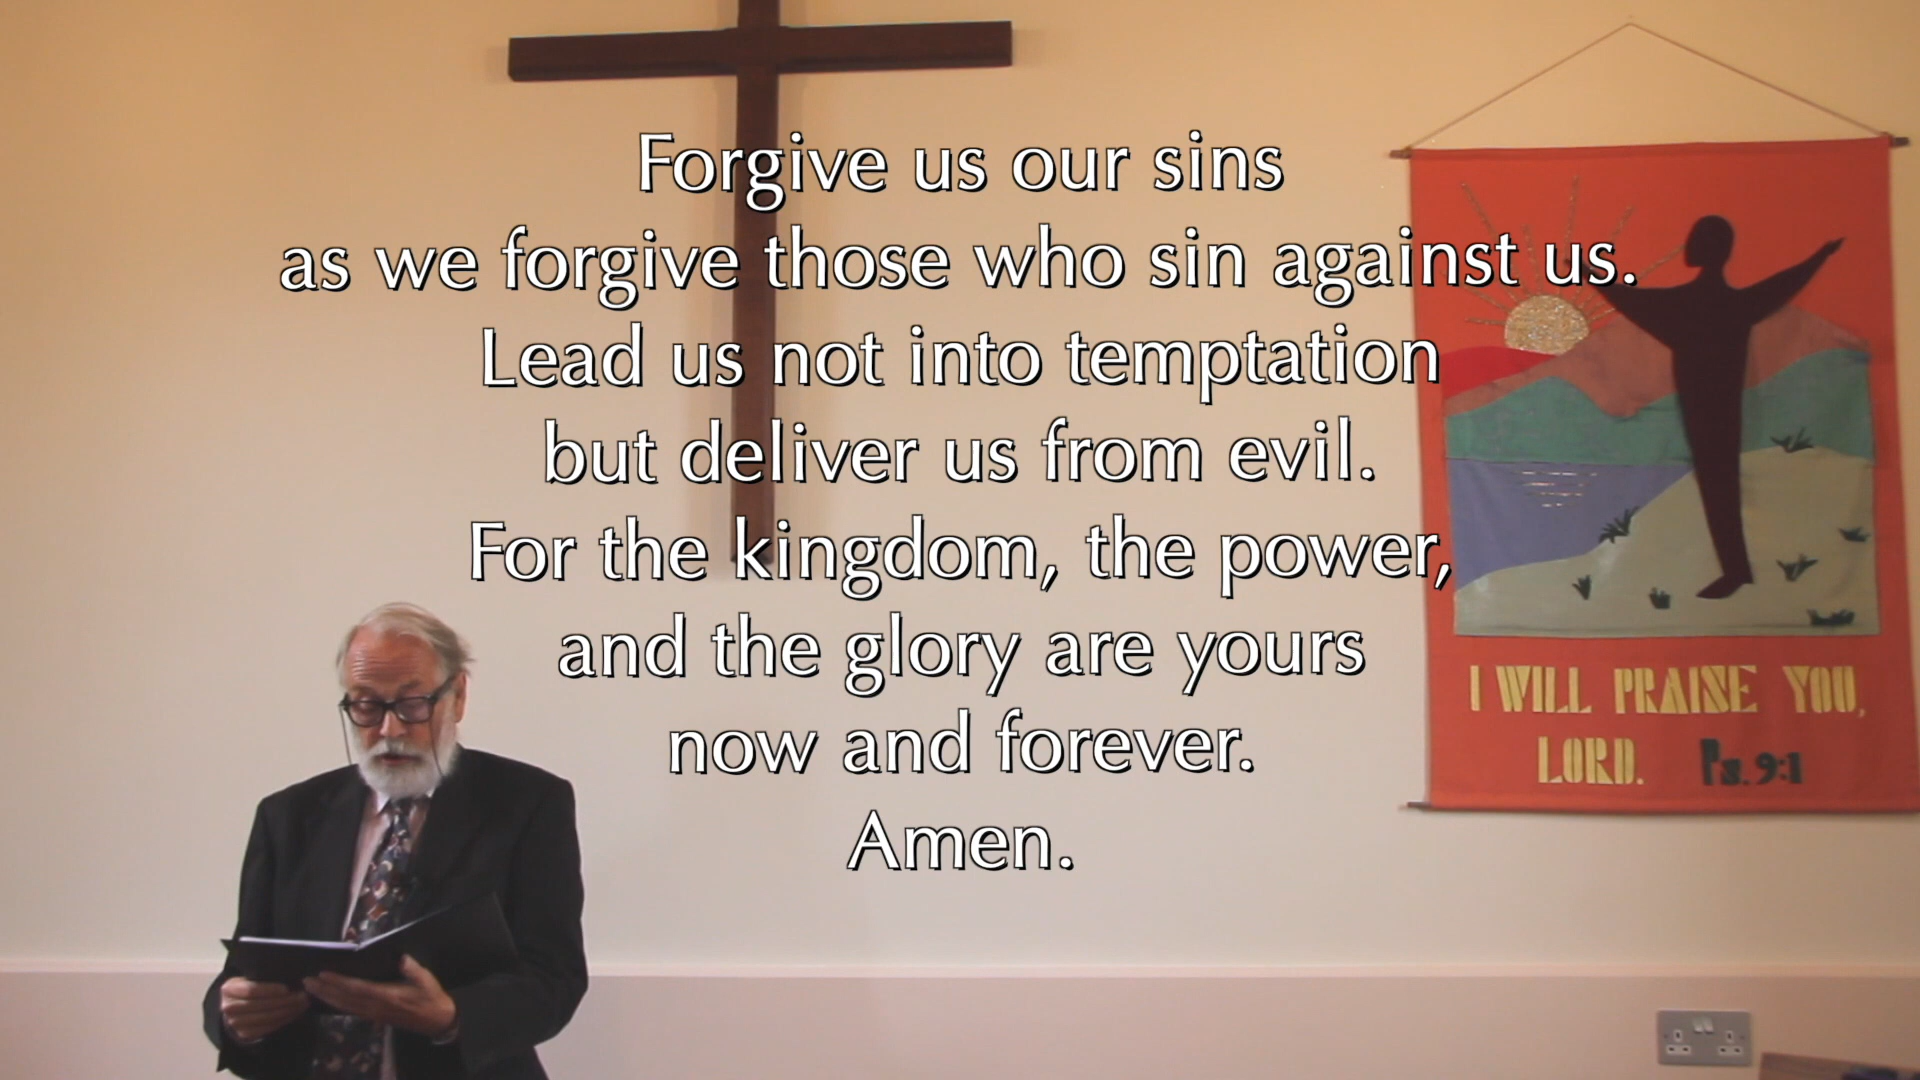 Forgive us our sins
as we forgive those who sin against us.
Lead us not into temptation
but deliver us from evil.
For the kingdom, the power,
and the glory are yours
now and forever.
Amen.
I WILL PRAISE YOU,
LORD. Ps. 9:1